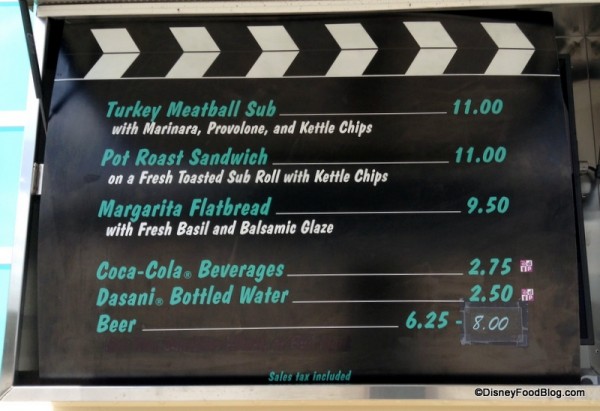 Turkey Meatball Sub 11.00
with Marinara, Provolone, and Kettle Chips
Pot Roast Sandwich 11.00
on a Fresh Toasted Sub Roll with Kettle Chips
Margarita Flatbread 9.50
with Fresh Basil and Balsamic Glaze
Coca-Cola® Beverages 2.75
Dasani® Bottled Water 2.50
Beer 6.25 - 8.00
Sales tax included
©DisneyFoodBlog.com